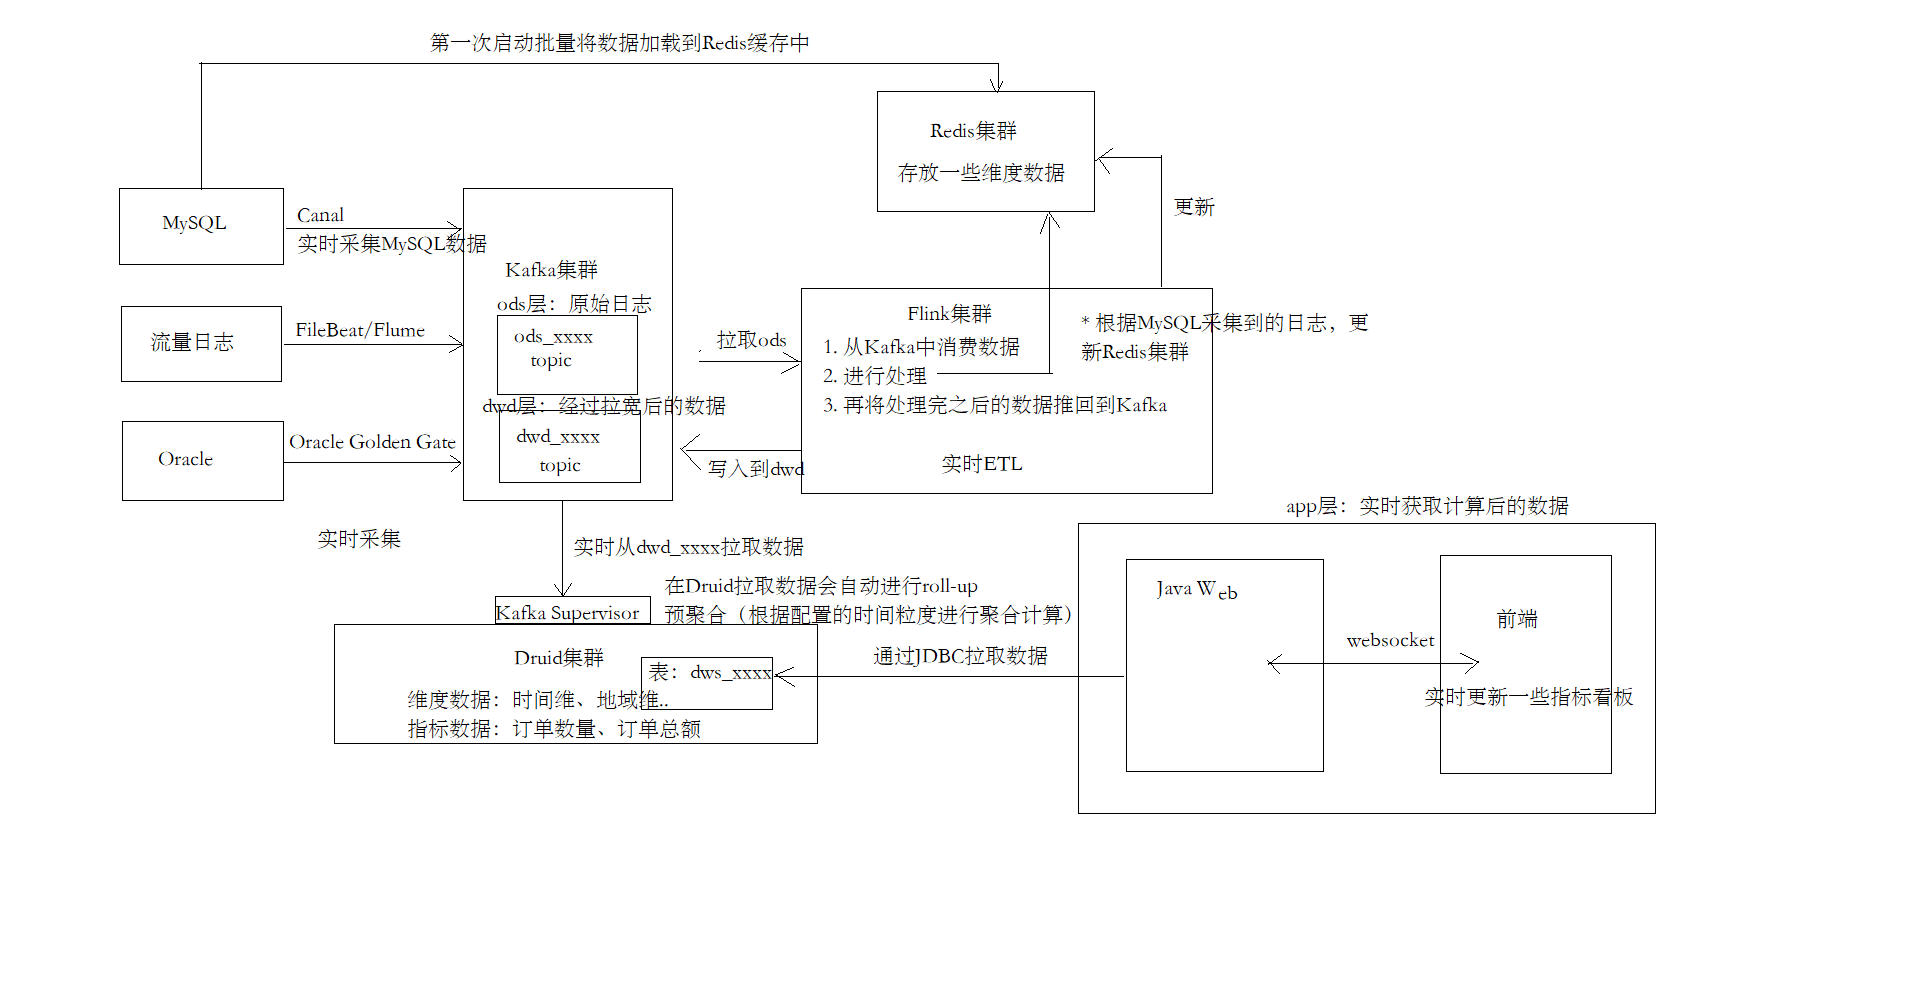 第一次启动批量将数据加载到Redis缓存中
Redis集群
存放一些维度数据
更新
MySQL
Canal
实时采集MySQL数据
流量日志
FileBeat/Flume
Oracle
Oracle Golden Gate
实时采集
Kafka集群
ods层：原始日志
ods_xxxx
topic
dwd层：经过拉宽后的数据
dwd_xxxx
topic
拉取ods
写入到dwd
Flink集群
1. 从Kafka中消费数据
2. 进行处理
3. 再将处理完之后的数据推回到Kafka
* 根据MySQL采集到的日志，更
新Redis集群
实时ETL
实时从dwd_xxxx拉取数据
在Druid拉取数据会自动进行roll-up
预聚合（根据配置的时间粒度进行聚合计算）
Kafka Supervisor
Druid集群
表：dws_xxxx
维度数据：时间维、地域维..
指标数据：订单数量、订单总额
通过JDBC拉取数据
app层：实时获取计算后的数据
Java Web
websocket
前端
实时更新一些指标看板